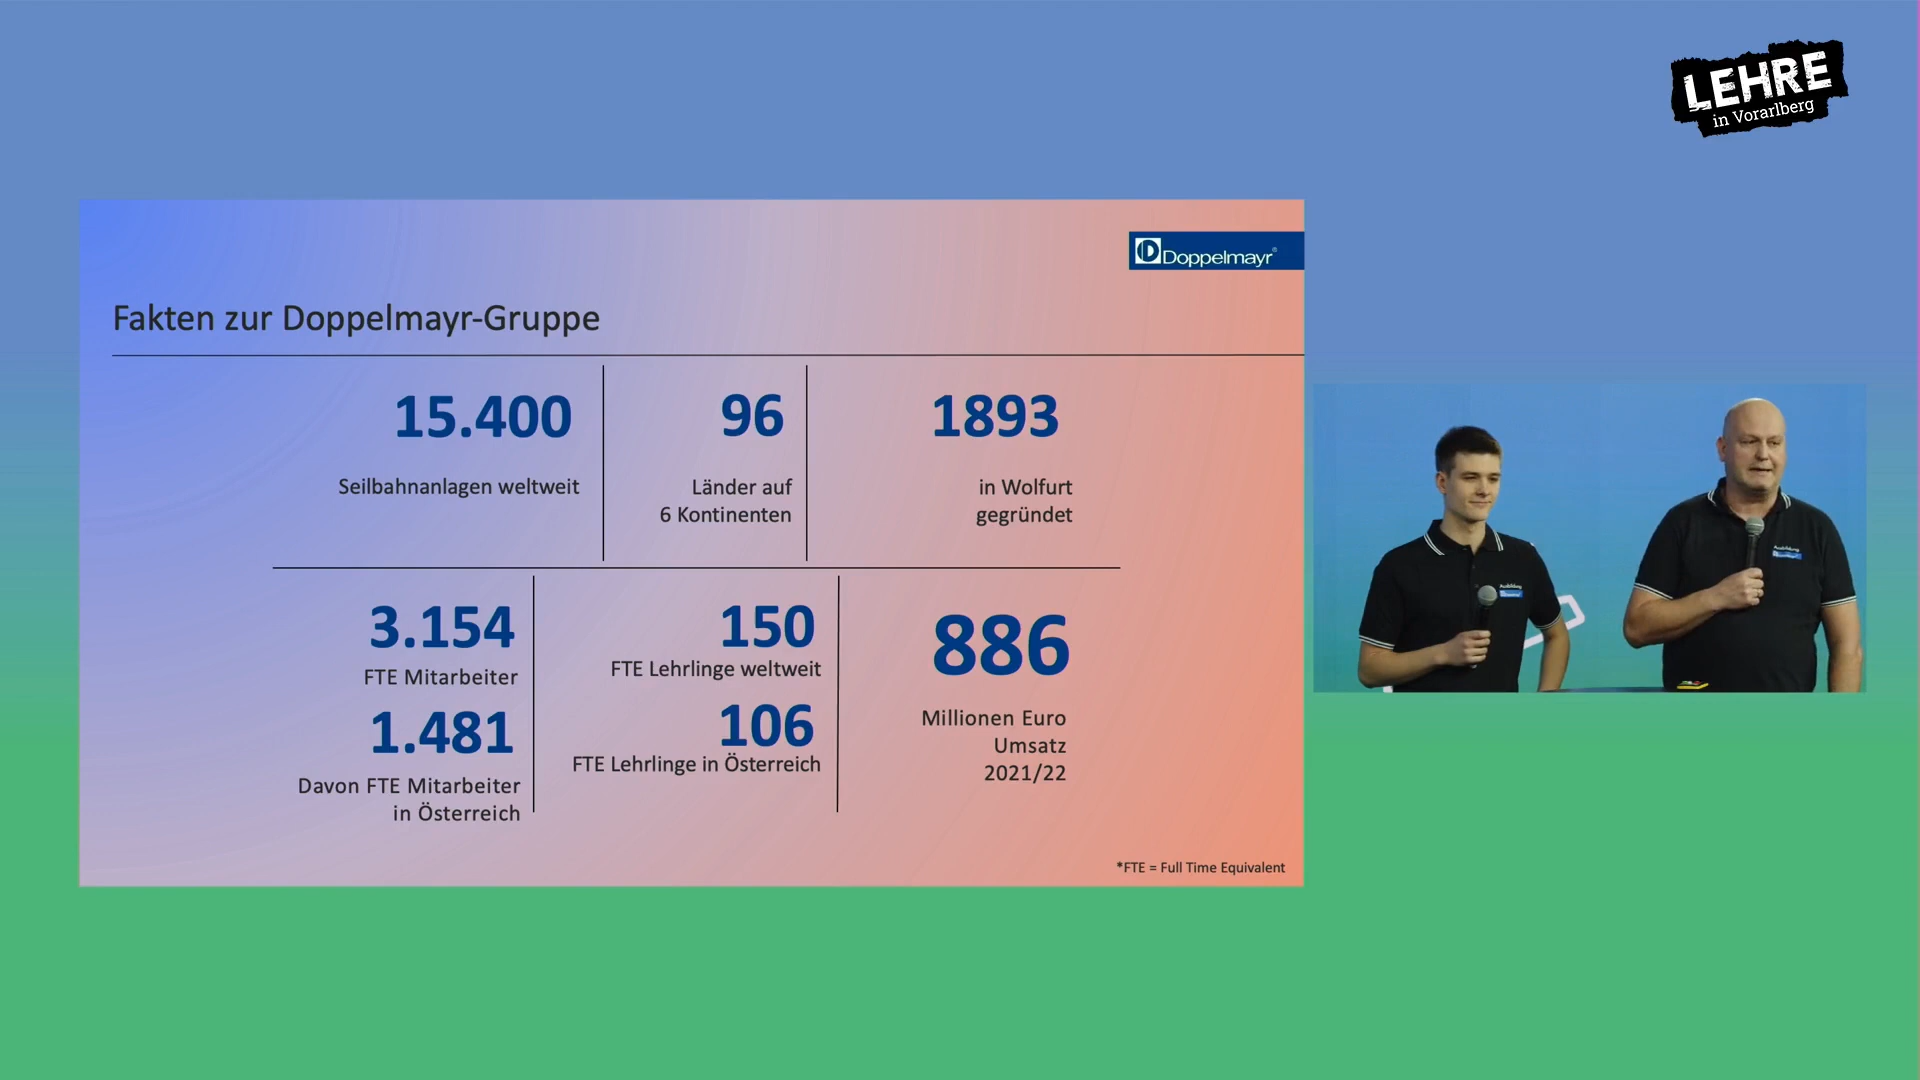 LEHRE
in Vorarlberg
Doppelmayr®
Fakten zur Doppelmayr-Gruppe
15.400
Seilbahnanlagen weltweit
96
Länder auf
6 Kontinenten
1893
in Wolfurt
gegründet
3.154
FTE Mitarbeiter
1.481
Davon FTE Mitarbeiter
in Österreich
150
FTE Lehrlinge weltweit
106
FTE Lehrlinge in Österreich
886
Millionen Euro
Umsatz
2021/22
*FTE = Full Time Equivalent